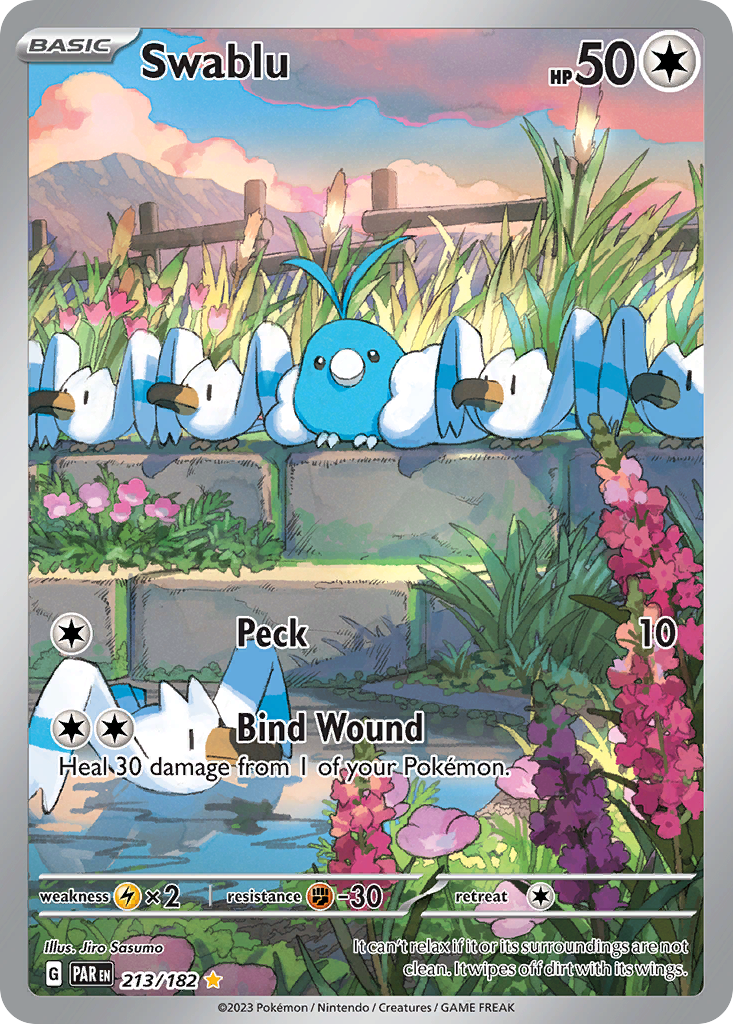 BASIC
Swablu
HP 50
Peck 10
Bind Wound
Heal 30 damage from 1 of your Pokémon.
weakness ×2 resistance -30 retreat
Illus. Jiro Sasumo
It can't relax if it or its surroundings are not
clean. It wipes off dirt with its wings.
G PAR EN 213/182
©2023 Pokémon / Nintendo / Creatures / GAME FREAK